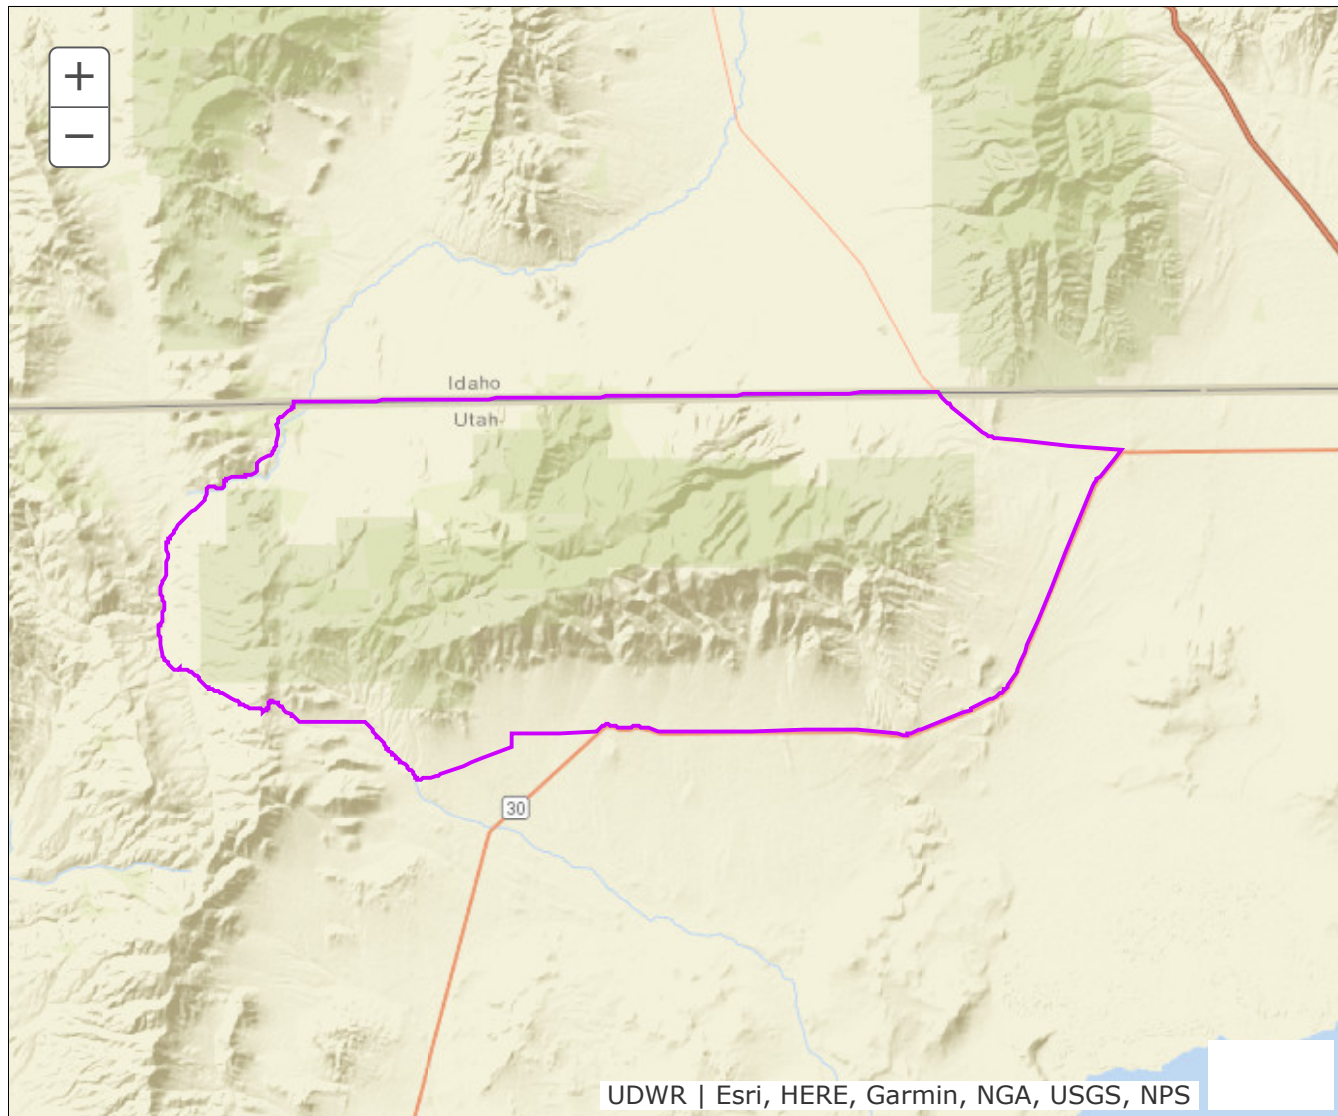 +
−
Idaho
Utah
30
UDWR | Esri, HERE, Garmin, NGA, USGS, NPS